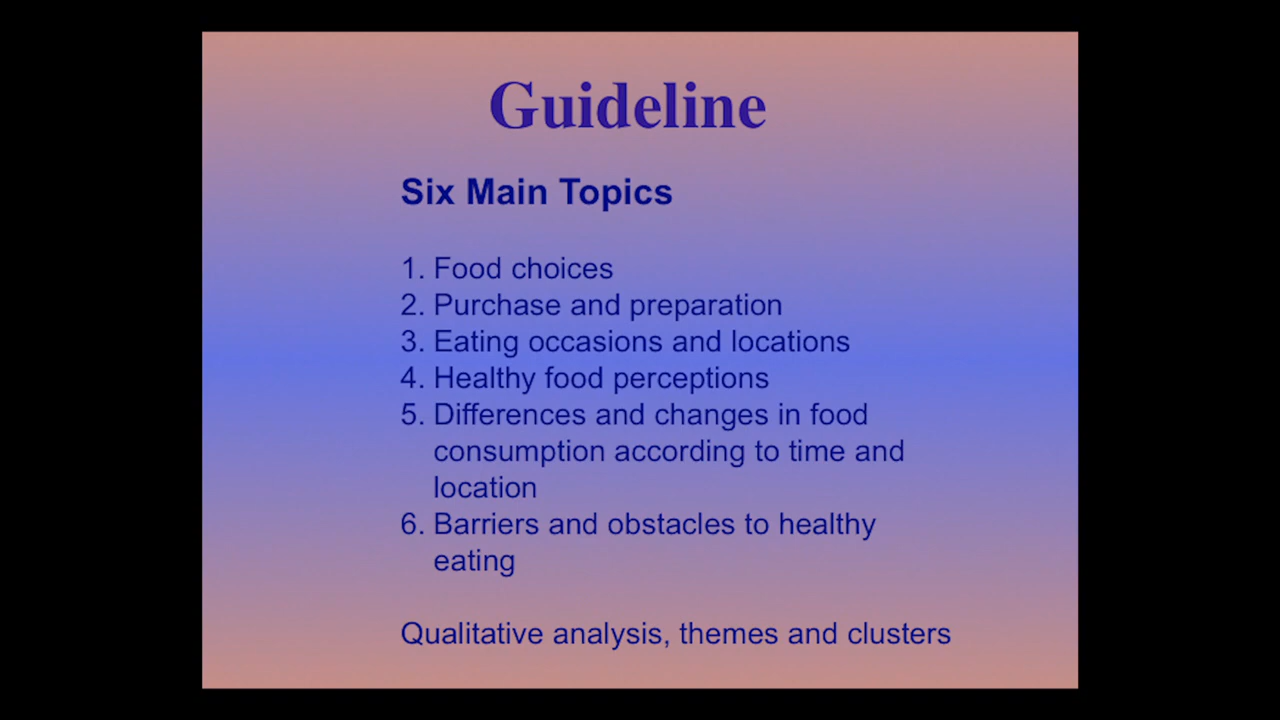 Guideline
Six Main Topics
1. Food choices
2. Purchase and preparation
3. Eating occasions and locations
4. Healthy food perceptions
5. Differences and changes in food
consumption according to time and
location
6. Barriers and obstacles to healthy
eating
Qualitative analysis, themes and clusters